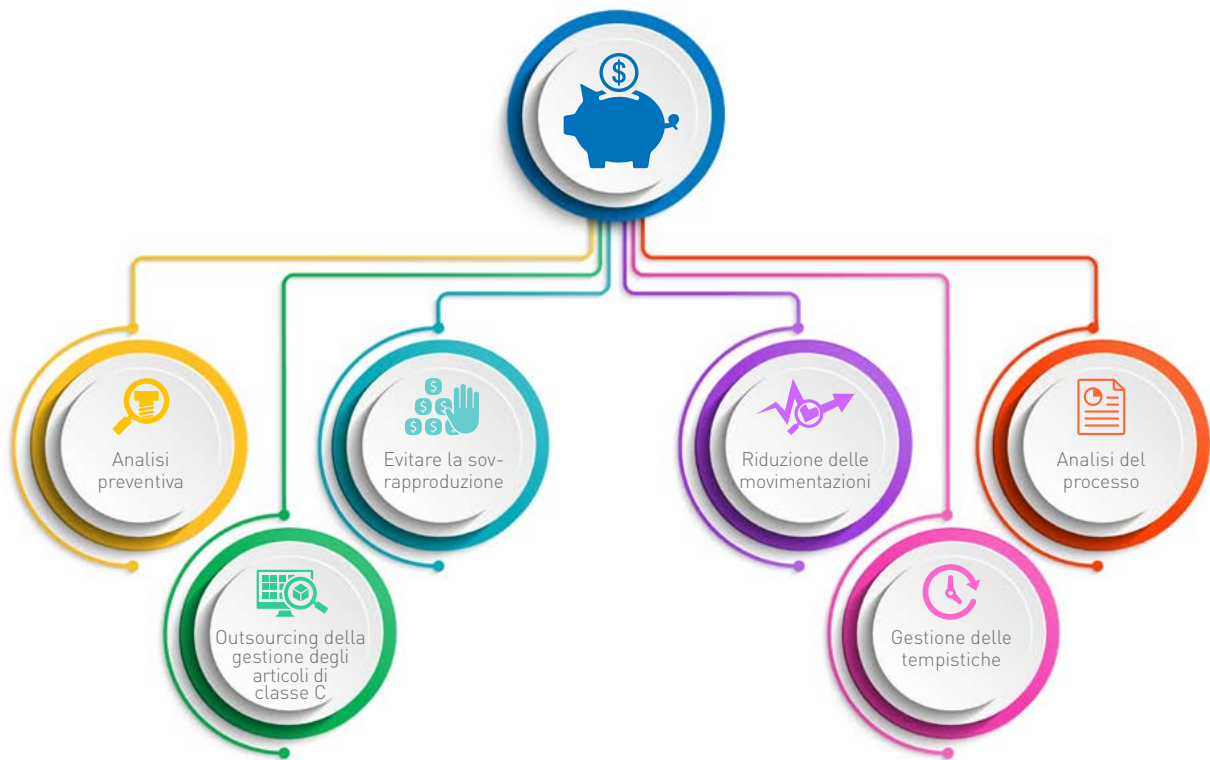 Analisi
preventiva
Outsourcing della
gestione degli
articoli di
classe C
Evitare la sov-
rapproduzione
Riduzione delle
movimentazioni
Gestione delle
tempistiche
Analisi del
processo
$
$
$ $
$ $ $